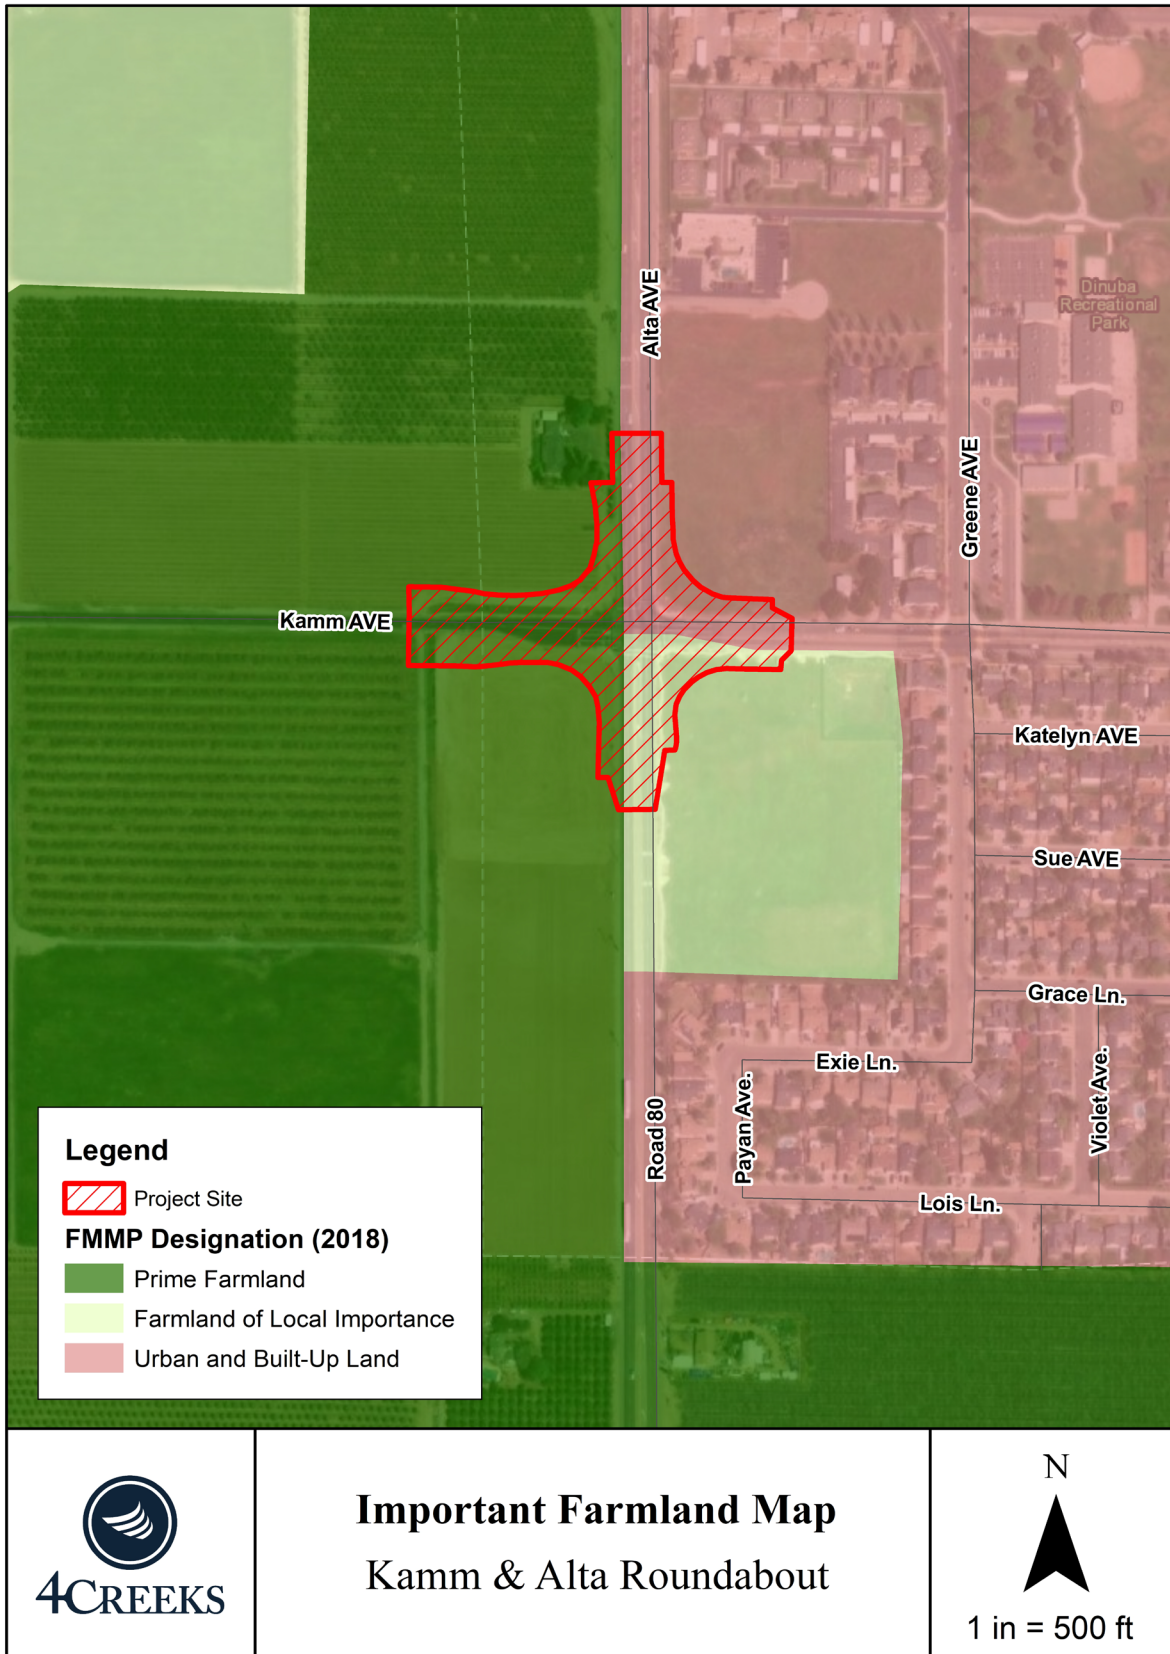 Alta AVE
Dinuba
Recreational
Park
Greene AVE
Kamm AVE
Katelyn AVE
Sue AVE
Grace Ln.
Exie Ln.
Payan Ave.
Violet Ave.
Road 80
Lois Ln.
Legend
Project Site
FMMP Designation (2018)
Prime Farmland
Farmland of Local Importance
Urban and Built-Up Land
4CREEKS
Important Farmland Map
Kamm & Alta Roundabout
N
1 in = 500 ft